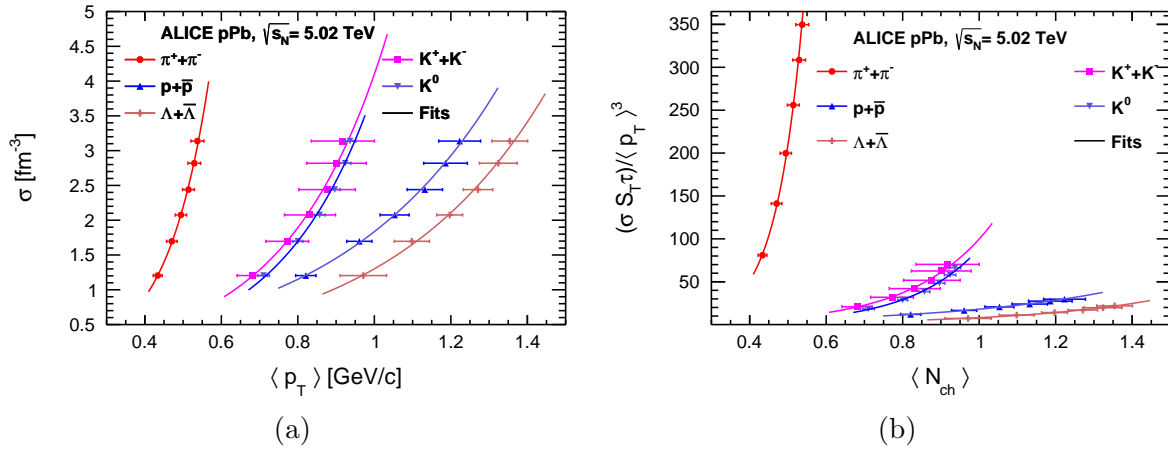 ALICE pPb, √s_N= 5.02 TeV
π⁺+π⁻
K⁺+K⁻
p+p̅
K⁰
Λ+Λ̅
Fits
5
4.5
4
3.5
3
2.5
2
1.5
1
0.5
σ [fm⁻³]
0.4 0.6 0.8 1 1.2 1.4
⟨ p_T ⟩ [GeV/c]
(a)
ALICE pPb, √s_N= 5.02 TeV
π⁺+π⁻
K⁺+K⁻
p+p̅
K⁰
Λ+Λ̅
Fits
350
300
250
200
150
100
50
(σ S_T τ)/⟨ p_T ⟩³
0.4 0.6 0.8 1 1.2 1.4
⟨ N_ch ⟩
(b)